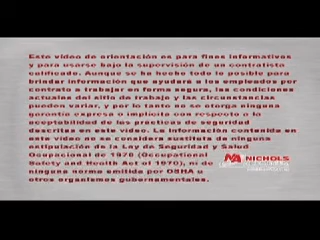 Este video de orientación es para fines informativos
y para usarse bajo la supervisión de un contratista
calificado. Aunque se ha hecho todo lo posible para
brindar información que ayudará a los empleados por
contrato a trabajar en forma segura, las condiciones
actuales del sitio de trabajo y las circunstancias
pueden variar, y por lo tanto no se otorga ninguna
garantía expresa o implícita con respecto a la
aceptabilidad de las prácticas de seguridad
descritas en este video. La información contenida en
este video no se considera sustituta de ninguna
estipulación de la Ley de Seguridad y Salud
Ocupacional de 1970 (Occupational
Safety and Health Act of 1970), ni de
ninguna norma emitida por OSHA u
otros organismos gubernamentales.
NICHOLS